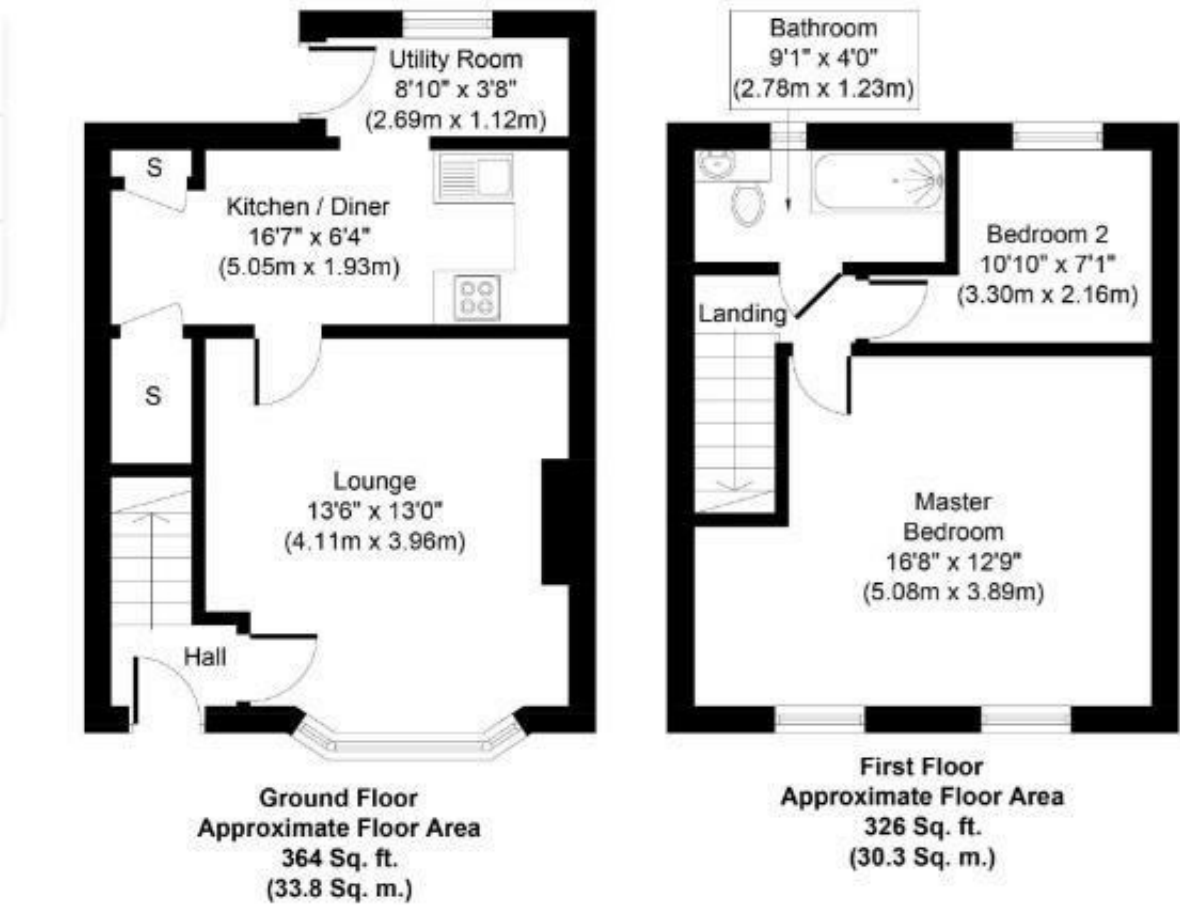 Utility Room
8'10" x 3'8"
(2.69m x 1.12m)
S
Kitchen / Diner
16'7" x 6'4"
(5.05m x 1.93m)
S
Lounge
13'6" x 13'0"
(4.11m x 3.96m)
Hall
Ground Floor
Approximate Floor Area
364 Sq. ft.
(33.8 Sq. m.)
Bathroom
9'1" x 4'0"
(2.78m x 1.23m)
Bedroom 2
10'10" x 7'1"
(3.30m x 2.16m)
Landing
Master
Bedroom
16'8" x 12'9"
(5.08m x 3.89m)
First Floor
Approximate Floor Area
326 Sq. ft.
(30.3 Sq. m.)